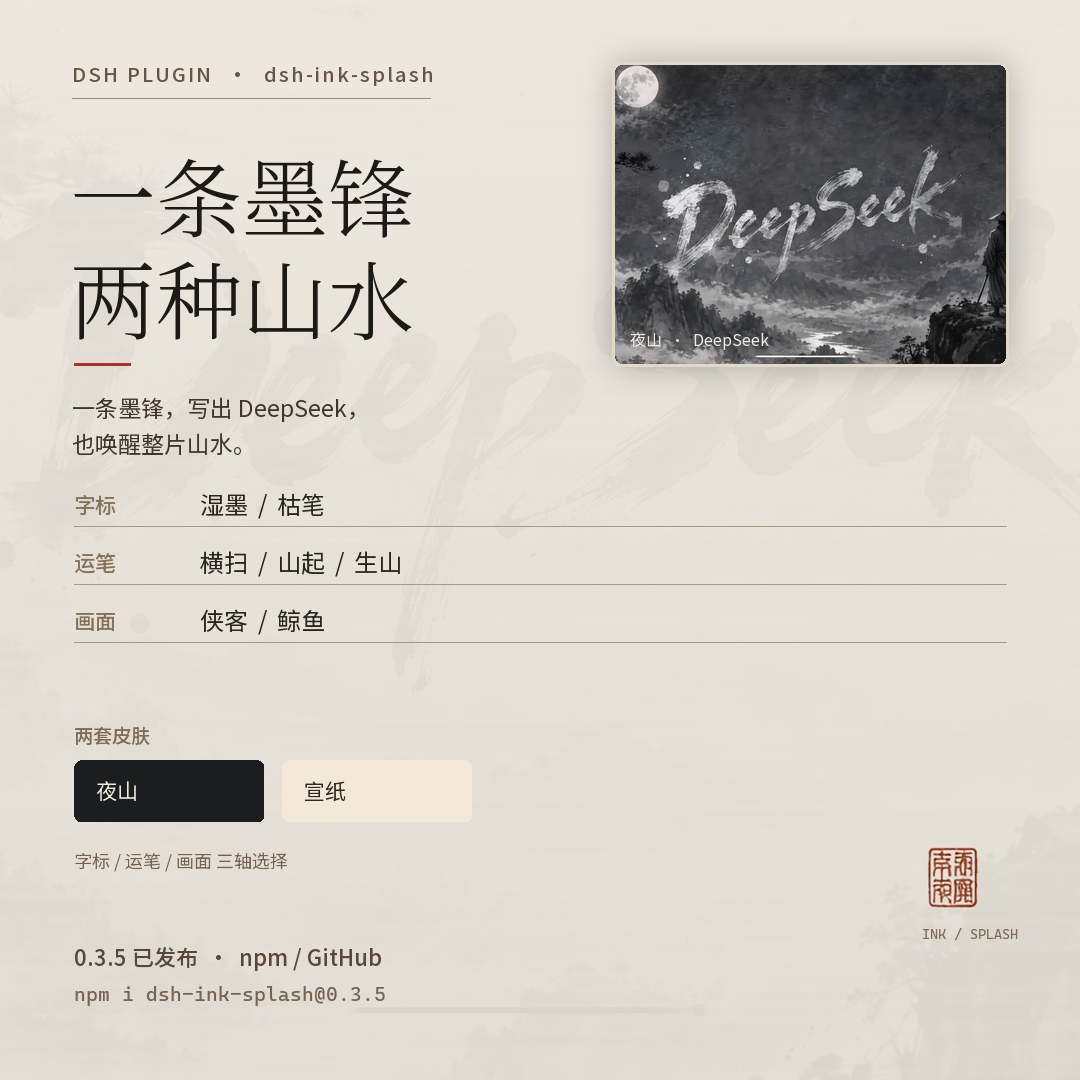 DSH PLUGIN • dsh-ink-splash
一条墨锋
两种山水
DeepSeek
夜山 · DeepSeek
一条墨锋，写出 DeepSeek，
也唤醒整片山水。
字标 湿墨 / 枯笔
运笔 横扫 / 山起 / 生山
画面 侠客 / 鲸鱼
两套皮肤
夜山 宣纸
字标 / 运笔 / 画面 三轴选择
INK / SPLASH
0.3.5 已发布 · npm / GitHub
npm i dsh-ink-splash@0.3.5
DeepSeek